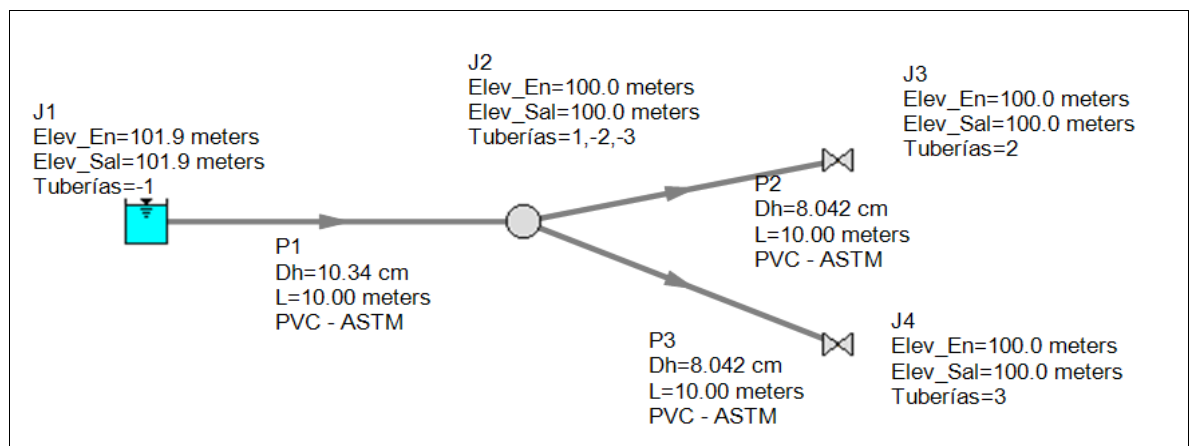 J1
Elev_En=101.9 meters
Elev_Sal=101.9 meters
Tuberías=-1
P1
Dh=10.34 cm
L=10.00 meters
PVC - ASTM
J2
Elev_En=100.0 meters
Elev_Sal=100.0 meters
Tuberías=1,-2,-3
J3
Elev_En=100.0 meters
Elev_Sal=100.0 meters
Tuberías=2
P2
Dh=8.042 cm
L=10.00 meters
PVC - ASTM
P3
Dh=8.042 cm
L=10.00 meters
PVC - ASTM
J4
Elev_En=100.0 meters
Elev_Sal=100.0 meters
Tuberías=3